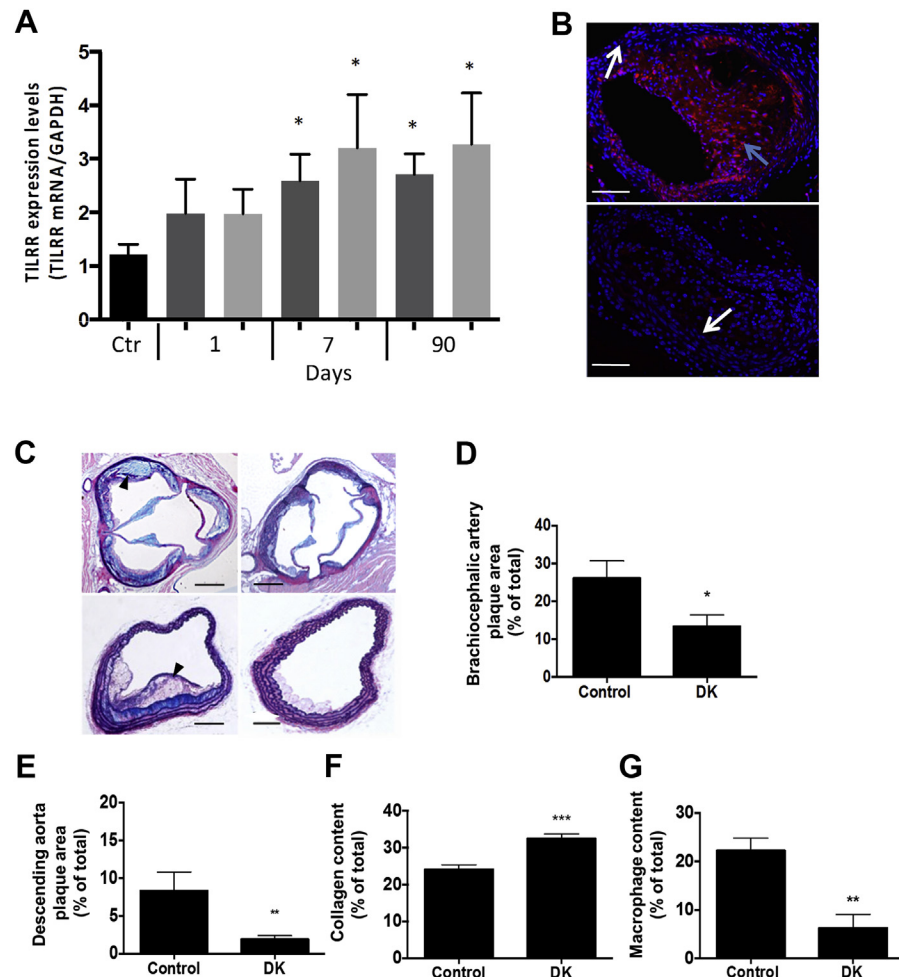 A
TILRR expression levels
(TILRR mRNA/GAPDH)
5
4
3
2
1
0
* * * *
Ctr 1 7 90
Days
B
C
D
Brachiocephalic artery
plaque area
(% of total)
40
30
20
10
0
*
Control DK
E
Descending aorta
plaque area
(% of total)
20
15
10
5
0
**
Control DK
F
Collagen content
(% of total)
40
30
20
10
0
***
Control DK
G
Macrophage content
(% of total)
30
20
10
0
**
Control DK